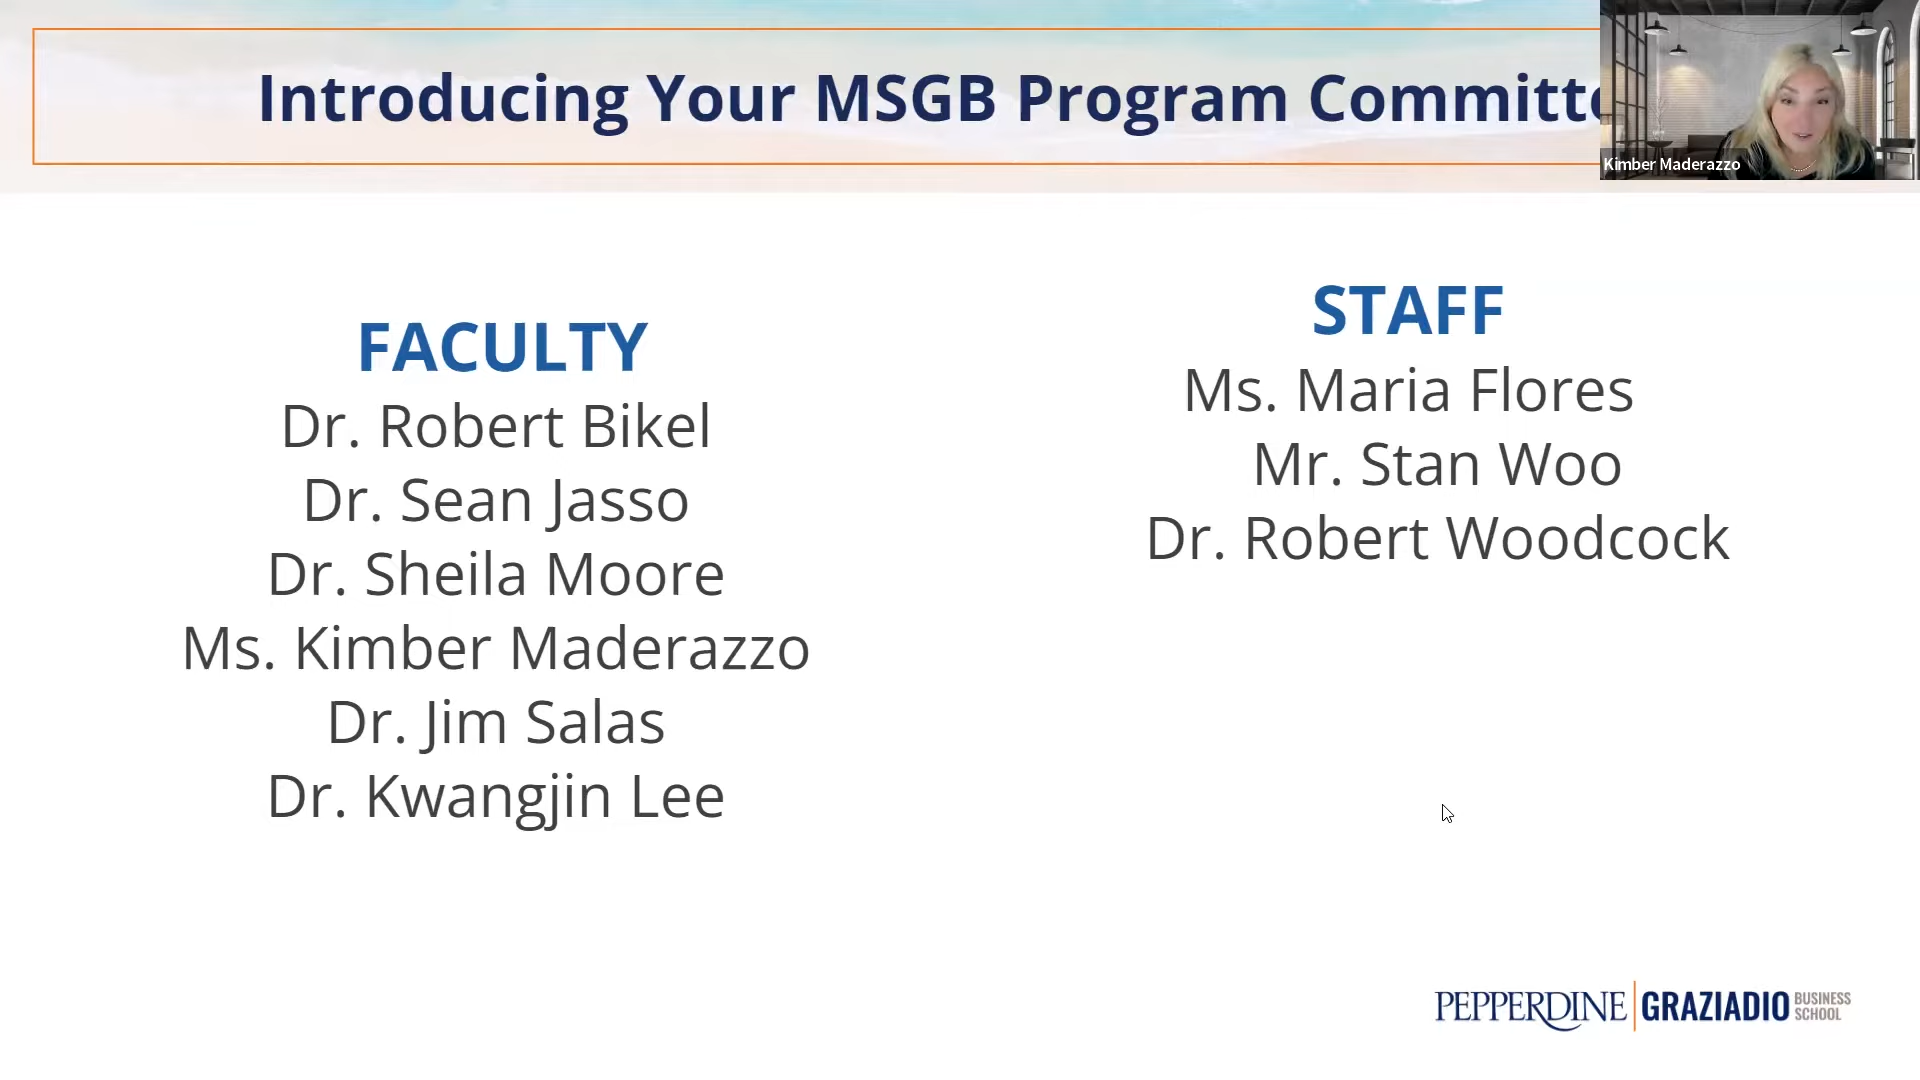 Introducing Your MSGB Program Committe
Kimber Maderazzo
FACULTY
Dr. Robert Bikel
Dr. Sean Jasso
Dr. Sheila Moore
Ms. Kimber Maderazzo
Dr. Jim Salas
Dr. Kwangjin Lee
STAFF
Ms. Maria Flores
Mr. Stan Woo
Dr. Robert Woodcock
PEPPERDINE GRAZIADIO BUSINESS SCHOOL